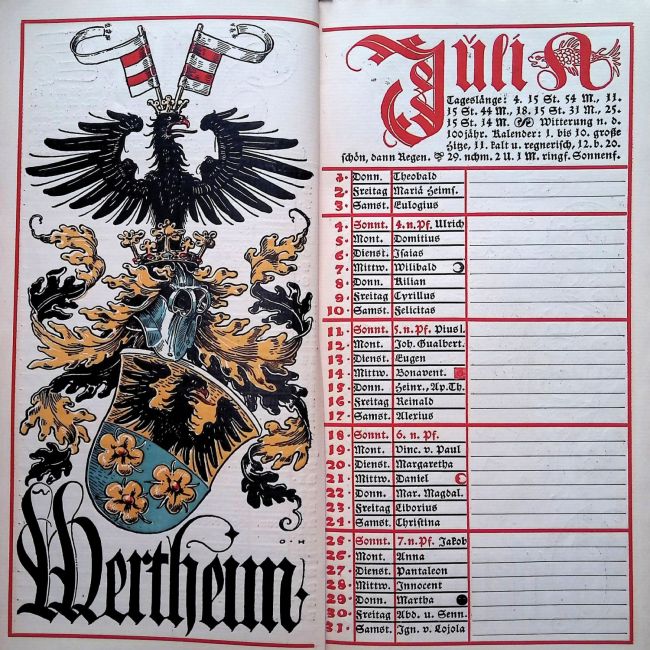 Wertheim
O·H
Juli
Tageslänge: 4. 15 St. 54 M., 11.
15 St. 44 M., 18. 15 St. 31 M., 25.
15 St. 14 M. Witterung n. d.
100jähr. Kalender: 1. bis 10. große
Hitze, 11. kalt u. regnerisch, 12. b. 20.
schön, dann Regen. 29. nchm. 2 U. 1 M. ringf. Sonnenf.
1· Donn. Theobald
2· Freitag Mariä Heims.
3· Samst. Eulogius
4· Sonnt. 4. n. Pf. Ulrich
5· Mont. Domitius
6· Dienst. Isaias
7· Mittw. Wilibald
8· Donn. Kilian
9· Freitag Cyrillus
10· Samst. Felicitas
11· Sonnt. 5. n. Pf. Pius I.
12· Mont. Joh. Gualbert.
13· Dienst. Eugen
14· Mittw. Bonavent.
15· Donn. Heinr., Ap. Th.
16· Freitag Reinald
17· Samst. Alexius
18· Sonnt. 6. n. Pf.
19· Mont. Vinc. v. Paul
20· Dienst. Margaretha
21· Mittw. Daniel
22· Donn. Mar. Magdal.
23· Freitag Liborius
24· Samst. Christina
25· Sonnt. 7. n. Pf. Jakob
26· Mont. Anna
27· Dienst. Pantaleon
28· Mittw. Innocent
29· Donn. Martha
30· Freitag Abd. u. Senn.
31· Samst. Ign. v. Lojola